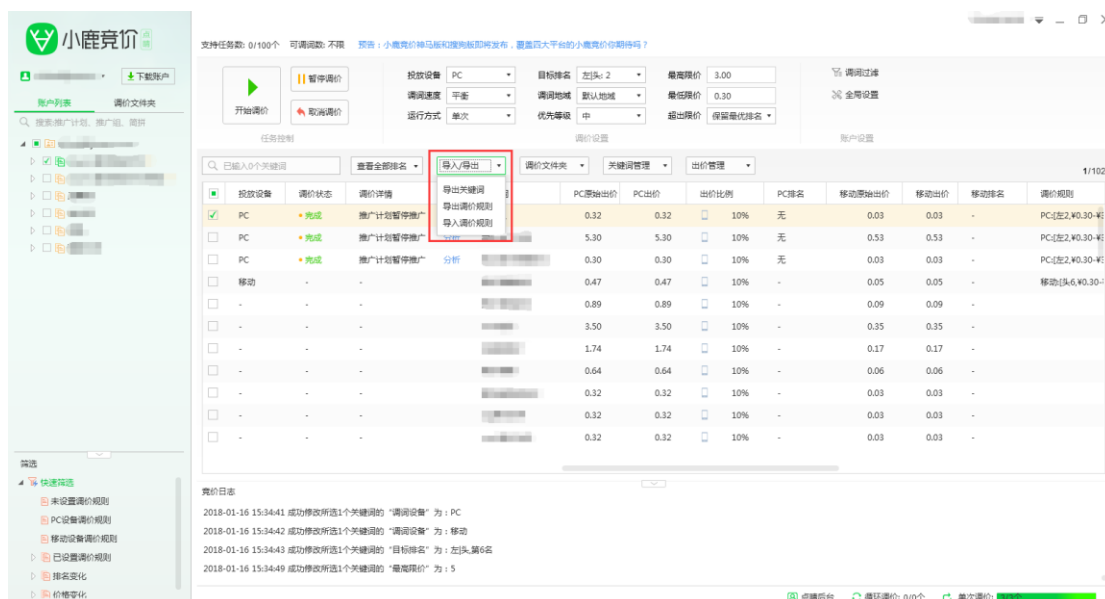 小鹿竞价
支持任务数: 0/100个 可调词数: 不限 预告：小鹿竞价神马版和搜狗版即将发布，覆盖四大平台的小鹿竞价你期待吗？
下载账户
账户列表 调价文件夹
搜索:推广计划、推广组、简拼
开始调价
暂停调价
取消调价
任务控制
投放设备 PC 目标排名 左|头: 2 最高限价 3.00
调词速度 平衡 调词地域 默认地域 最低限价 0.30
运行方式 单次 优先等级 中 超出限价 保留最优排名
调价设置
调词过滤
全局设置
账户设置
已输入0个关键词 查看全部排名 导入/导出 调价文件夹 关键词管理 出价管理 1/102
导出关键词
导出调价规则
导入调价规则
投放设备 调价状态 调价详情 PC原始出价 PC出价 出价比例 PC排名 移动原始出价 移动出价 移动排名 调价规则
PC 完成 推广计划暂停推广 0.32 0.32 10% 无 0.03 0.03 - PC:[左2,¥0.30-¥3
PC 完成 推广计划暂停推广 分析 5.30 5.30 10% 无 0.53 0.53 - PC:[左2,¥0.30-¥3
PC 完成 推广计划暂停推广 分析 0.30 0.30 10% 无 0.03 0.03 - PC:[左2,¥0.30-¥3
移动 - - 0.47 0.47 10% - 0.05 0.05 - 移动:[头6,¥0.30-
- - - 0.89 0.89 10% - 0.09 0.09 -
- - - 3.50 3.50 10% - 0.35 0.35 -
- - - 1.74 1.74 10% - 0.17 0.17 -
- - - 0.64 0.64 10% - 0.06 0.06 -
- - - 0.32 0.32 10% - 0.03 0.03 -
- - - 0.32 0.32 10% - 0.03 0.03 -
- - - 0.32 0.32 10% - 0.03 0.03 -
筛选
快速筛选
未设置调价规则
PC设备调价规则
移动设备调价规则
已设置调价规则
排名变化
价格变化
竞价日志
2018-01-16 15:34:41 成功修改所选1个关键词的“调词设备”为：PC
2018-01-16 15:34:42 成功修改所选1个关键词的“调词设备”为：移动
2018-01-16 15:34:43 成功修改所选1个关键词的“目标排名”为：左|头,第6名
2018-01-16 15:34:49 成功修改所选1个关键词的“最高限价”为：5
点睛后台 循环调价: 0/0个 单次调价: